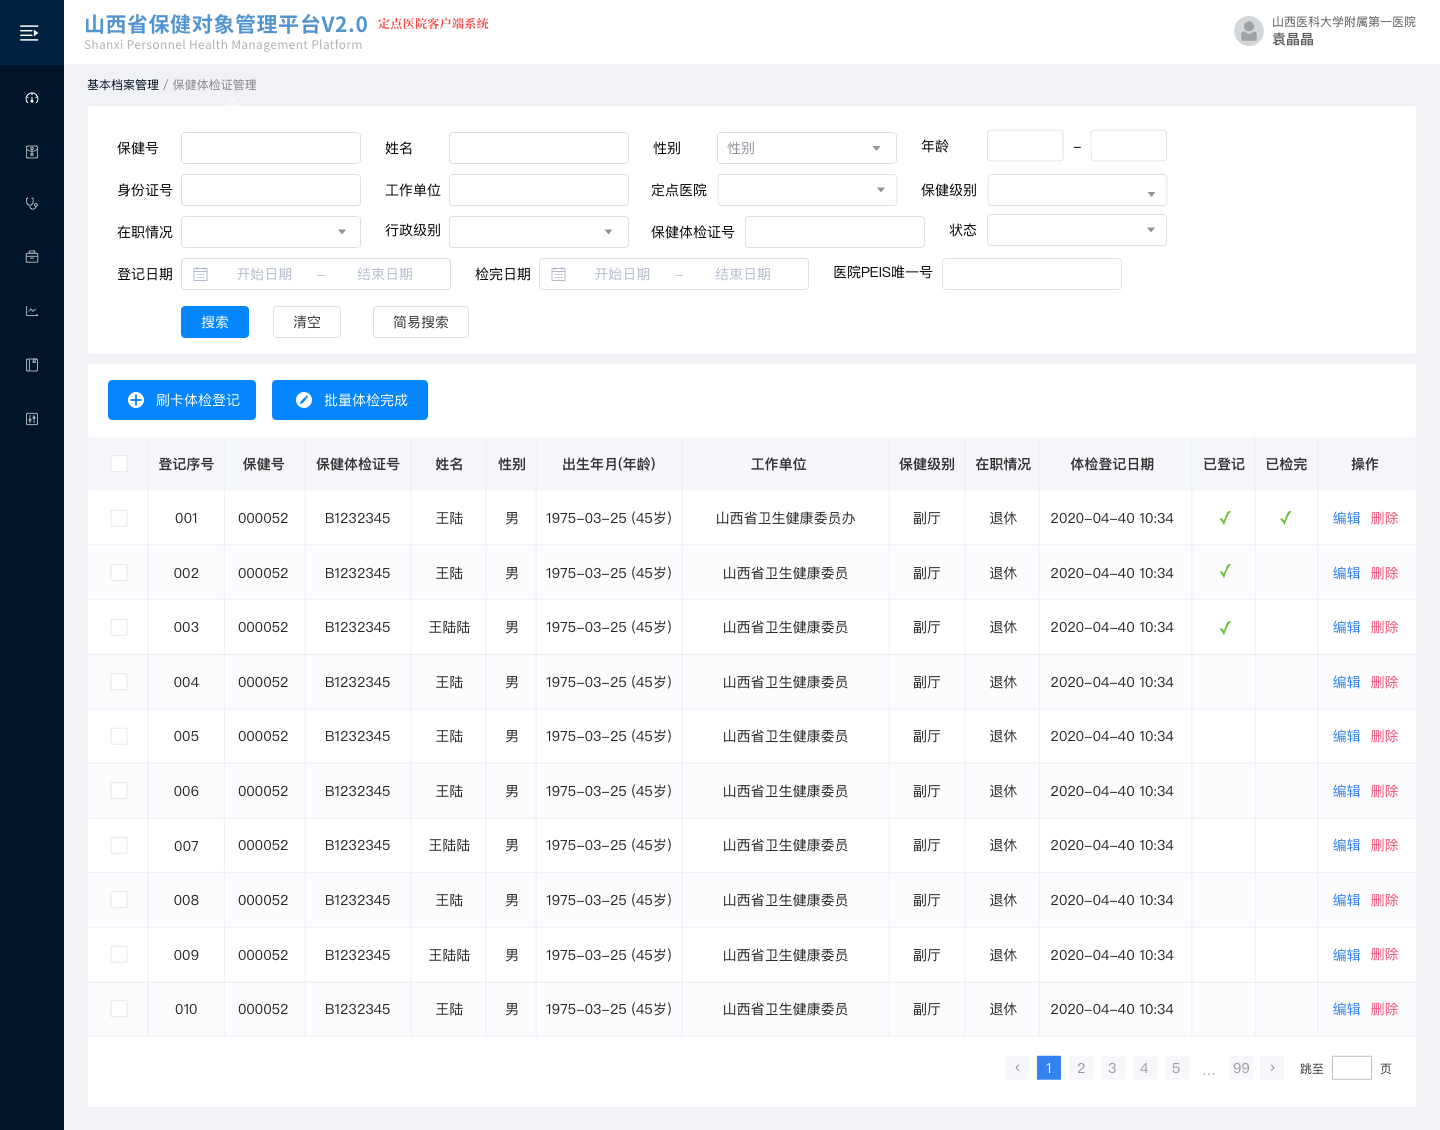 山西省保健对象管理平台V2.0 定点医院客户端系统
Shanxi Personnel Health Management Platform
山西医科大学附属第一医院
袁晶晶
基本档案管理 / 保健体检证管理
保健号 姓名 性别 性别 年龄 –
身份证号 工作单位 定点医院 保健级别
在职情况 行政级别 保健体检证号 状态
登记日期 开始日期 – 结束日期 检完日期 开始日期 – 结束日期 医院PEIS唯一号
搜索 清空 简易搜索
刷卡体检登记 批量体检完成
登记序号 保健号 保健体检证号 姓名 性别 出生年月(年龄) 工作单位 保健级别 在职情况 体检登记日期 已登记 已检完 操作
001 000052 B1232345 王陆 男 1975-03-25 (45岁) 山西省卫生健康委员办 副厅 退休 2020-04-40 10:34 ✓ ✓ 编辑 删除
002 000052 B1232345 王陆 男 1975-03-25 (45岁) 山西省卫生健康委员 副厅 退休 2020-04-40 10:34 ✓ 编辑 删除
003 000052 B1232345 王陆陆 男 1975-03-25 (45岁) 山西省卫生健康委员 副厅 退休 2020-04-40 10:34 ✓ 编辑 删除
004 000052 B1232345 王陆 男 1975-03-25 (45岁) 山西省卫生健康委员 副厅 退休 2020-04-40 10:34 编辑 删除
005 000052 B1232345 王陆 男 1975-03-25 (45岁) 山西省卫生健康委员 副厅 退休 2020-04-40 10:34 编辑 删除
006 000052 B1232345 王陆 男 1975-03-25 (45岁) 山西省卫生健康委员 副厅 退休 2020-04-40 10:34 编辑 删除
007 000052 B1232345 王陆陆 男 1975-03-25 (45岁) 山西省卫生健康委员 副厅 退休 2020-04-40 10:34 编辑 删除
008 000052 B1232345 王陆 男 1975-03-25 (45岁) 山西省卫生健康委员 副厅 退休 2020-04-40 10:34 编辑 删除
009 000052 B1232345 王陆陆 男 1975-03-25 (45岁) 山西省卫生健康委员 副厅 退休 2020-04-40 10:34 编辑 删除
010 000052 B1232345 王陆 男 1975-03-25 (45岁) 山西省卫生健康委员 副厅 退休 2020-04-40 10:34 编辑 删除
‹ 1 2 3 4 5 ... 99 › 跳至 页